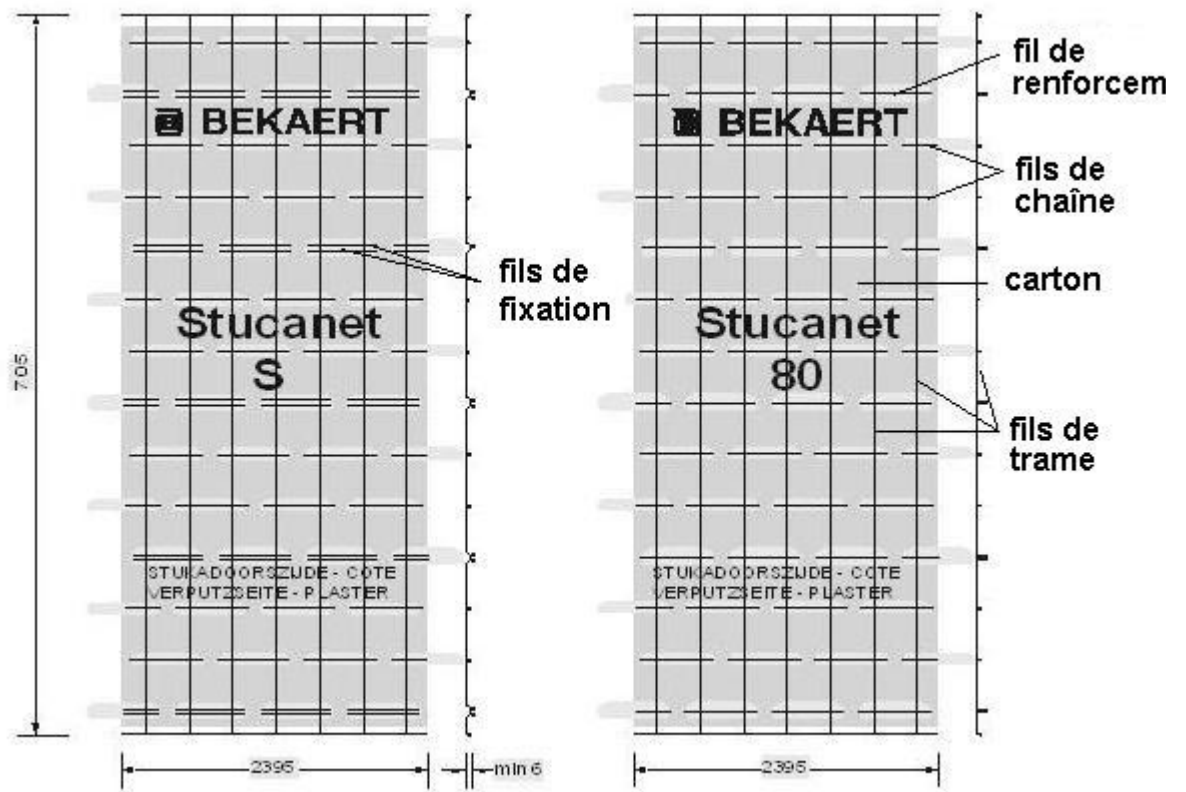 BEKAERT
fils de
fixation
Stucanet
S
705
STUKADOORSZIJDE - COTE
VERPUTZSEITE - PLASTER
2395
min 6
fil de
renforcem
BEKAERT
fils de
chaîne
carton
Stucanet
80
fils de
trame
STUKADOORSZIJDE - COTE
VERPUTZSEITE - PLASTER
2395